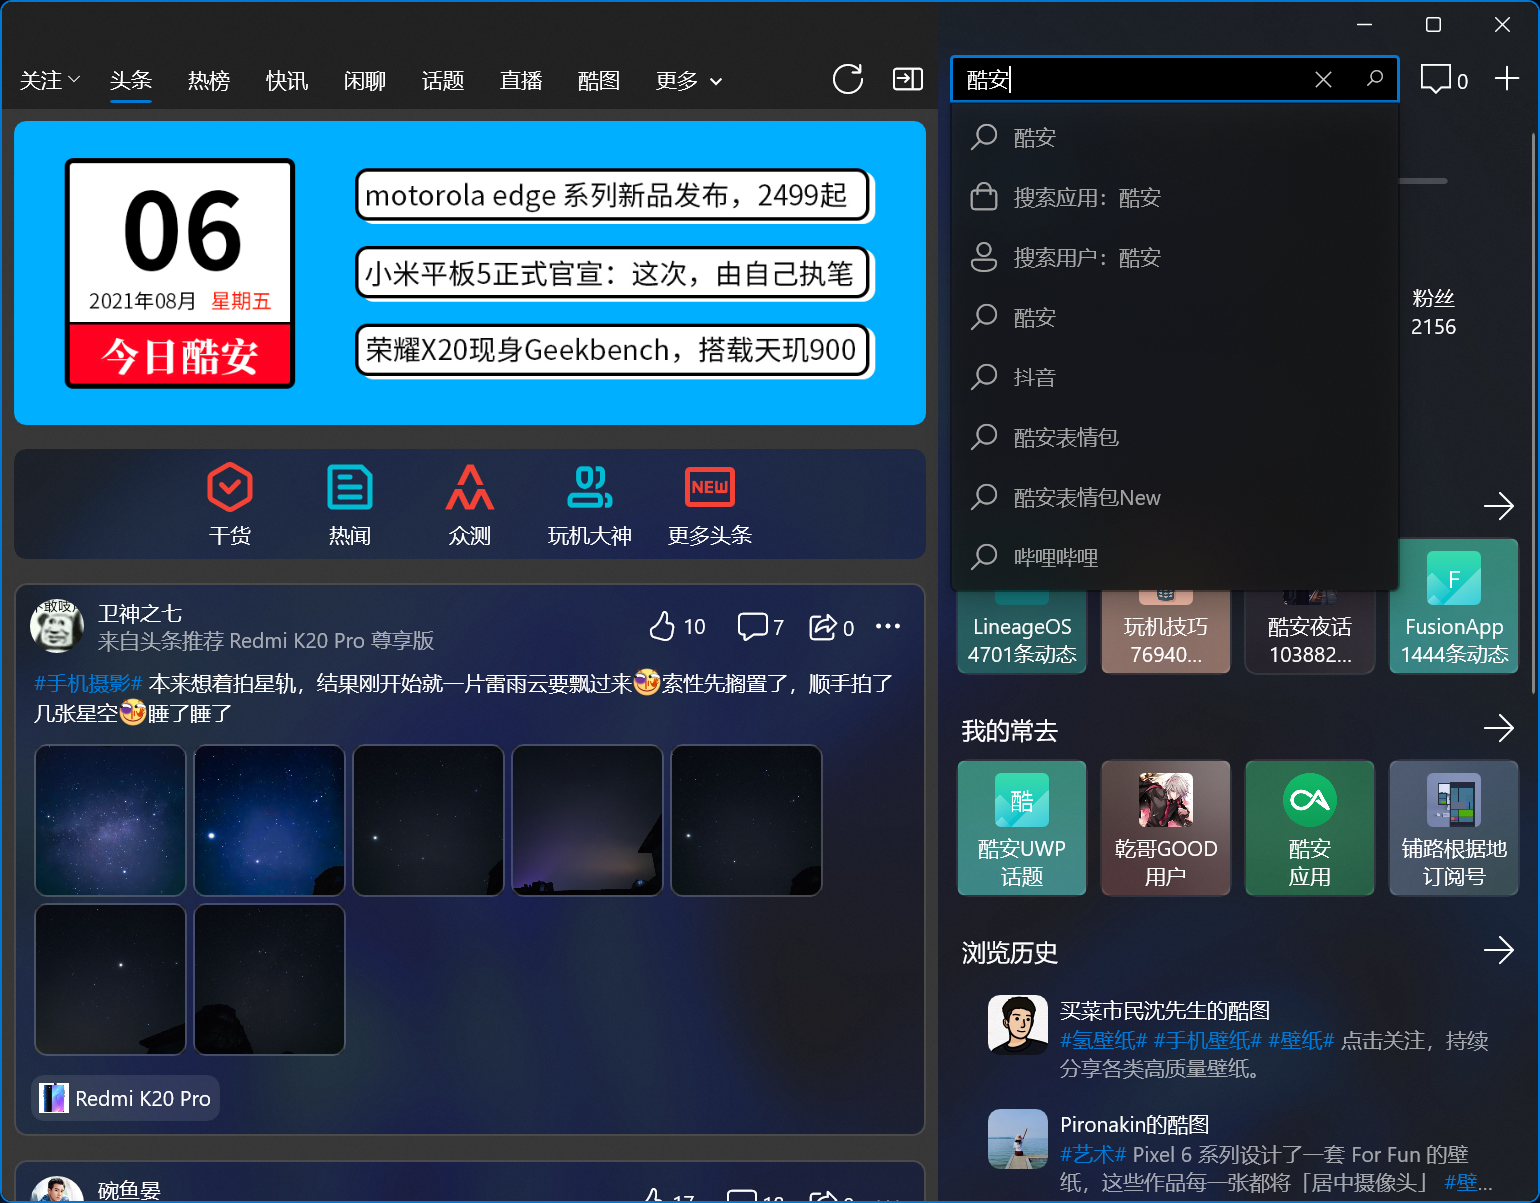 关注
头条
热榜
快讯
闲聊
话题
直播
酷图
更多
06
2021年08月 星期五
今日酷安
motorola edge 系列新品发布，2499起
小米平板5正式官宣：这次，由自己执笔
荣耀X20现身Geekbench，搭载天玑900
干货
热闻
众测
玩机大神
NEW
更多头条
卫神之七
来自头条推荐 Redmi K20 Pro 尊享版
10
7
0
#手机摄影# 本来想着拍星轨，结果刚开始就一片雷雨云要飘过来索性先搁置了，顺手拍了
几张星空睡了睡了
Redmi K20 Pro
碗鱼晏
酷安
0
酷安
搜索应用：酷安
搜索用户：酷安
酷安
抖音
酷安表情包
酷安表情包New
哔哩哔哩
粉丝
2156
LineageOS
4701条动态
玩机技巧
76940...
酷安夜话
103882...
F
FusionApp
1444条动态
我的常去
酷
酷安UWP
话题
乾哥GOOD
用户
酷安
应用
铺路根据地
订阅号
浏览历史
买菜市民沈先生的酷图
#氢壁纸# #手机壁纸# #壁纸# 点击关注，持续
分享各类高质量壁纸。
Pironakin的酷图
#艺术# Pixel 6 系列设计了一套 For Fun 的壁
纸，这些作品每一张都将「居中摄像头」 #壁...